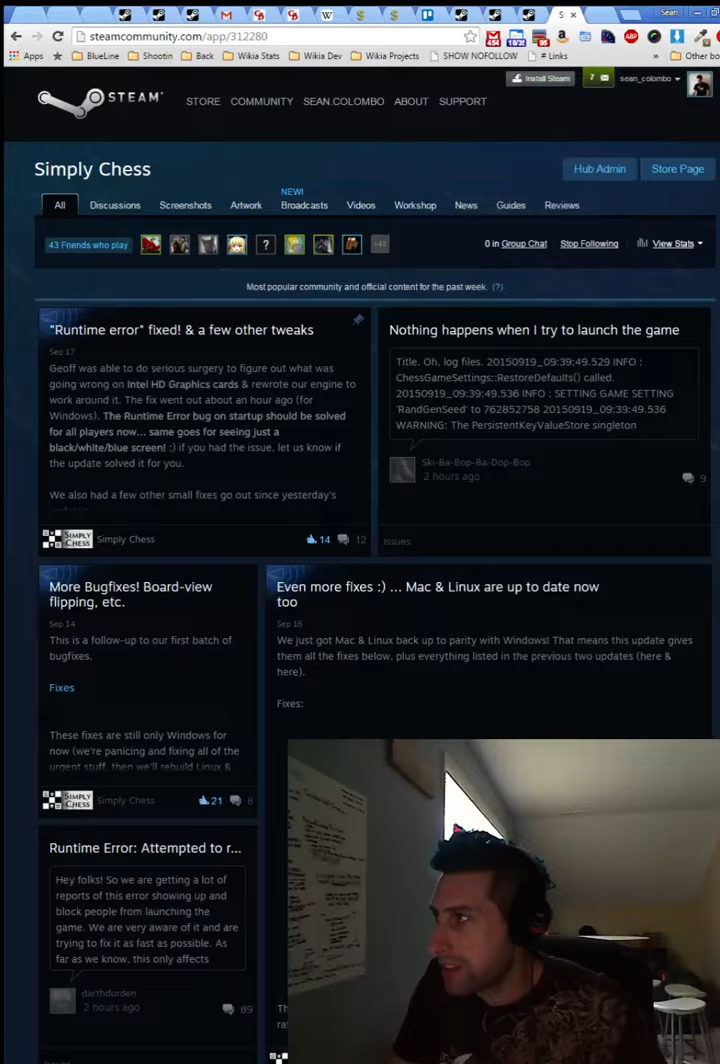 Sean
steamcommunity.com/app/312280
434
18/35
ABP
Apps BlueLine Shootin Back Wikia Stats Wikia Dev Wikia Projects SHOW NOFOLLOW # Links » Other bo
Install Steam 7 sean_colombo
STEAM STORE COMMUNITY SEAN.COLOMBO ABOUT SUPPORT
Simply Chess Hub Admin Store Page
NEW!
All Discussions Screenshots Artwork Broadcasts Videos Workshop News Guides Reviews
43 Friends who play ? +43 0 in Group Chat Stop Following View Stats
Most popular community and official content for the past week. (?)
"Runtime error" fixed! & a few other tweaks
Sep 17
Geoff was able to do serious surgery to figure out what was
going wrong on Intel HD Graphics cards & rewrote our engine to
work around it. The fix went out about an hour ago (for
Windows). The Runtime Error bug on startup should be solved
for all players now... same goes for seeing just a
black/white/blue screen! :) if you had the issue, let us know if
the update solved it for you.
We also had a few other small fixes go out since yesterday's
SIMPLY
CHESS
Simply Chess 14 12
Nothing happens when I try to launch the game
Title. Oh, log files. 20150919_09:39:49.529 INFO :
ChessGameSettings::RestoreDefaults() called.
20150919_09:39:49.536 INFO : SETTING GAME SETTING
'RandGenSeed' to 762852758 20150919_09:39:49.536
WARNING: The PersistentKeyValueStore singleton
Ski-Ba-Bop-Ba-Dop-Bop
2 hours ago 9
Issues
More Bugfixes! Board-view
flipping, etc.
Sep 14
This is a follow-up to our first batch of
bugfixes.
Fixes
These fixes are still only Windows for
now (we're panicing and fixing all of the
urgent stuff, then we'll rebuild Linux &
SIMPLY
CHESS
Simply Chess 21 8
Even more fixes :) ... Mac & Linux are up to date now
too
Sep 16
We just got Mac & Linux back up to parity with Windows! That means this update gives
them all the fixes below, plus everything listed in the previous two updates (here &
here).
Fixes:
Th
Runtime Error: Attempted to r...
Hey folks! So we are getting a lot of
reports of this error showing up and
block people from launching the
game. We are very aware of it and are
trying to fix it as fast as possible. As
far as we know, this only affects
darthdurden
2 hours ago 89